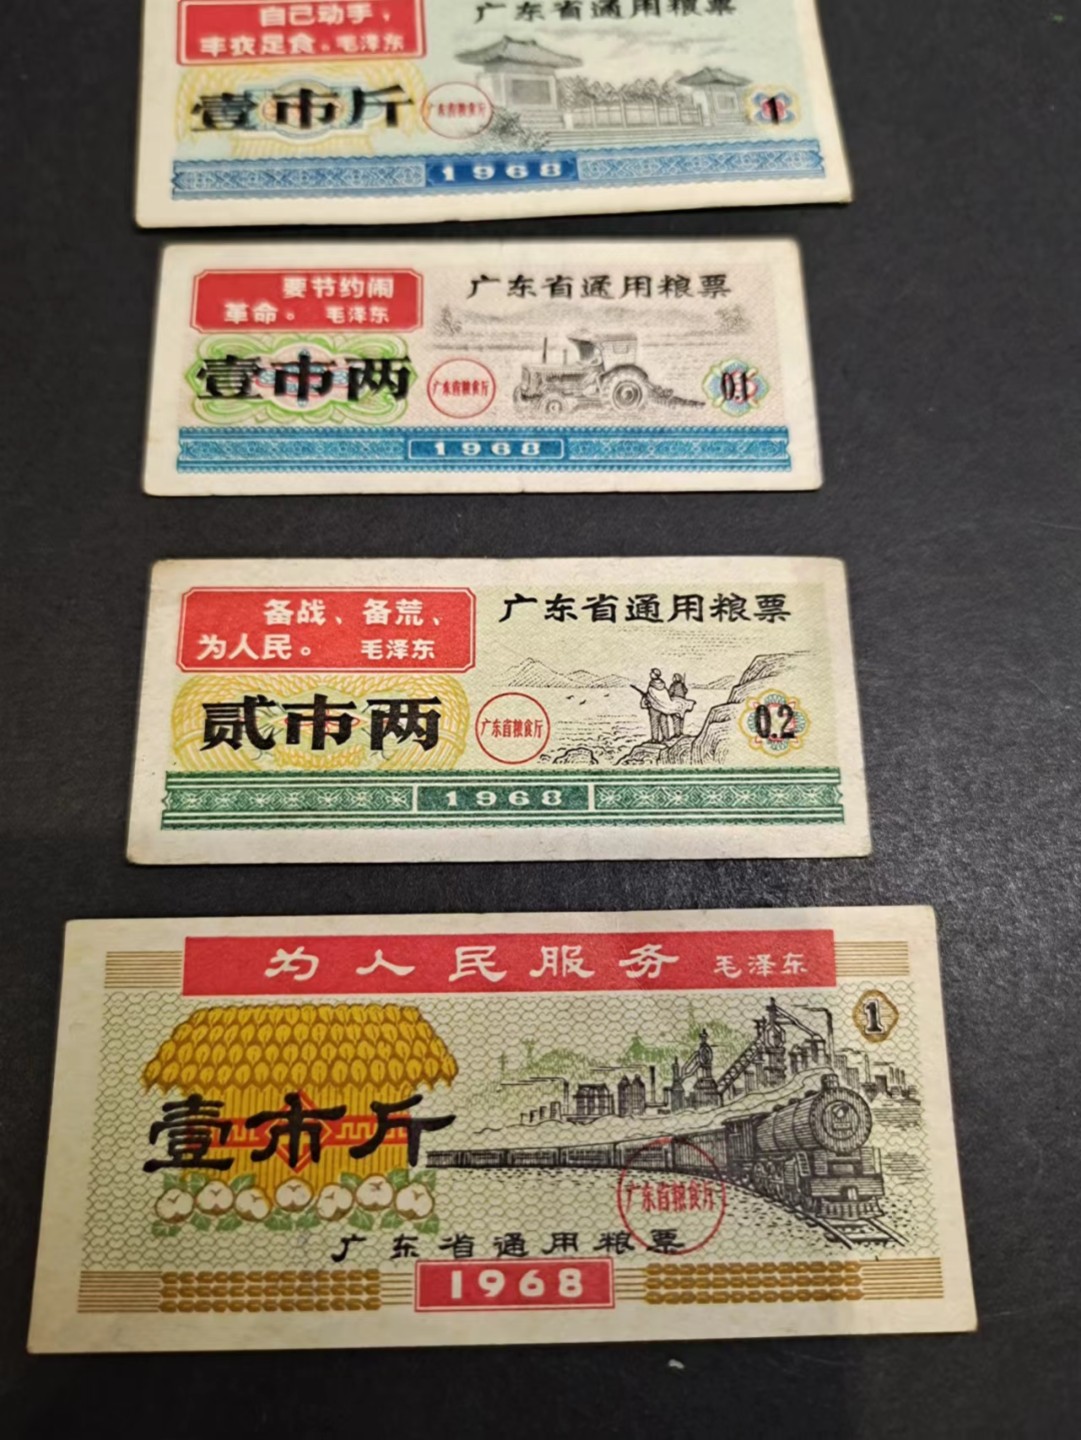 自己动手，
丰衣足食。毛泽东
广东省通用粮票
壹市斤
广东省粮食厅
1
1968
要节约闹
革命。 毛泽东
广东省通用粮票
壹市两
广东省粮食厅
0.1
1968
备战、备荒、
为人民。 毛泽东
广东省通用粮票
贰市两
广东省粮食厅
0.2
1968
为人民服务 毛泽东
1
壹市斤
广东省粮食厅
广东省通用粮票
1968